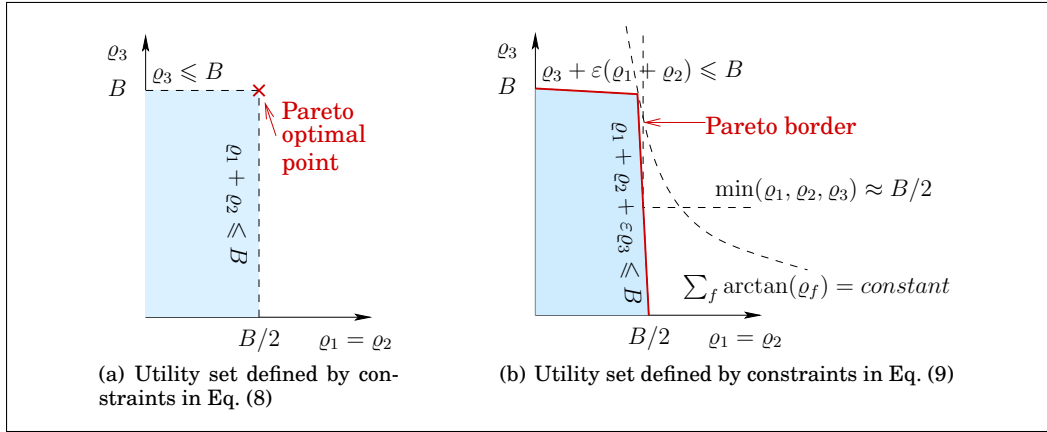 ϱ₃
B
ϱ₃ ⩽ B
Pareto
optimal
point
ϱ₁ + ϱ₂ ⩽ B
B/2
ϱ₁ = ϱ₂
(a) Utility set defined by con-
straints in Eq. (8)
ϱ₃
B
ϱ₃ + ε(ϱ₁ + ϱ₂) ⩽ B
Pareto border
ϱ₁ + ϱ₂ + εϱ₃ ⩽ B
min(ϱ₁, ϱ₂, ϱ₃) ≈ B/2
∑f arctan(ϱf) = constant
B/2
ϱ₁ = ϱ₂
(b) Utility set defined by constraints in Eq. (9)